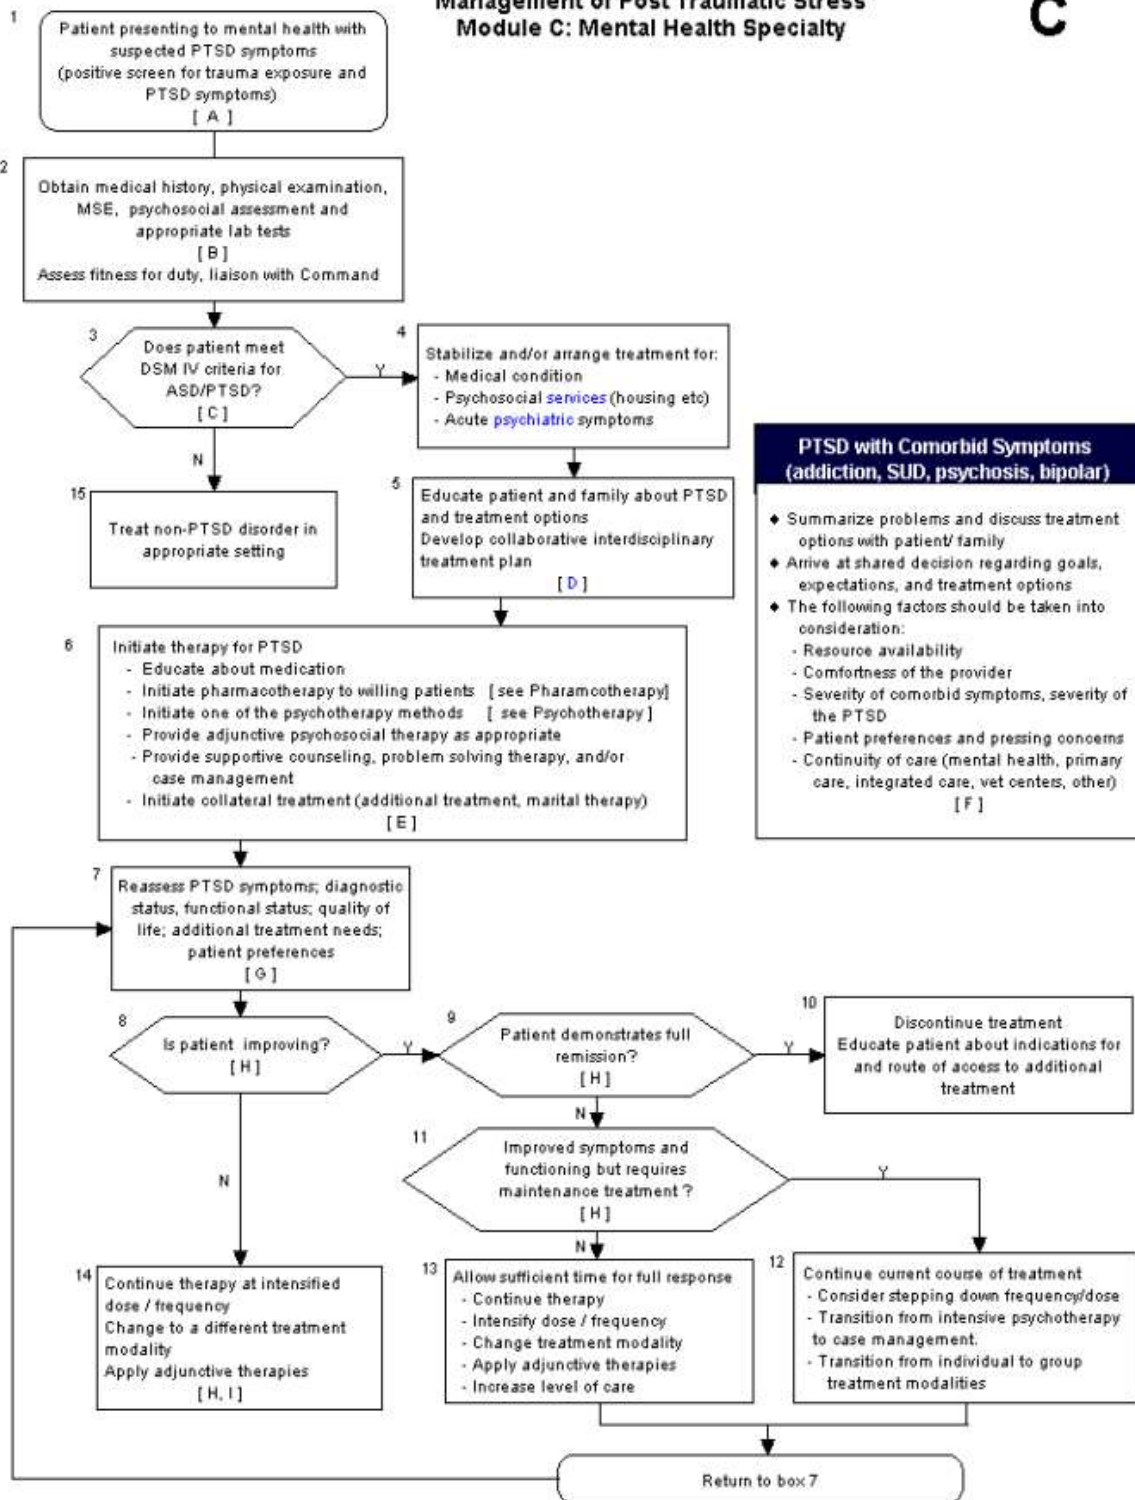 Management of Post Traumatic Stress
Module C: Mental Health Specialty
C
1
Patient presenting to mental health with
suspected PTSD symptoms
(positive screen for trauma exposure and
PTSD symptoms)
[ A ]
2
Obtain medical history, physical examination,
MSE, psychosocial assessment and
appropriate lab tests
[ B ]
Assess fitness for duty, liaison with Command
3
Does patient meet
DSM IV criteria for
ASD/PTSD?
[ C ]
Y
N
4
Stabilize and/or arrange treatment for:
- Medical condition
- Psychosocial services (housing etc)
- Acute psychiatric symptoms
15
Treat non-PTSD disorder in
appropriate setting
5
Educate patient and family about PTSD
and treatment options
Develop collaborative interdisciplinary
treatment plan
[ D ]
PTSD with Comorbid Symptoms
(addiction, SUD, psychosis, bipolar)
◆ Summarize problems and discuss treatment
options with patient/ family
◆ Arrive at shared decision regarding goals,
expectations, and treatment options
◆ The following factors should be taken into
consideration:
- Resource availability
- Comfortness of the provider
- Severity of comorbid symptoms, severity of
the PTSD
- Patient preferences and pressing concerns
- Continuity of care (mental health, primary
care, integrated care, vet centers, other)
[ F ]
6
Initiate therapy for PTSD
- Educate about medication
- Initiate pharmacotherapy to willing patients [ see Pharamcotherapy]
- Initiate one of the psychotherapy methods [ see Psychotherapy ]
- Provide adjunctive psychosocial therapy as appropriate
- Provide supportive counseling, problem solving therapy, and/or
case management
- Initiate collateral treatment (additional treatment, marital therapy)
[ E ]
7
Reassess PTSD symptoms; diagnostic
status, functional status; quality of
life; additional treatment needs;
patient preferences
[ G ]
8
Is patient improving?
[ H ]
Y
N
9
Patient demonstrates full
remission?
[ H ]
Y
N
10
Discontinue treatment
Educate patient about indications for
and route of access to additional
treatment
11
Improved symptoms and
functioning but requires
maintenance treatment ?
[ H ]
Y
N
14
Continue therapy at intensified
dose / frequency
Change to a different treatment
modality
Apply adjunctive therapies
[ H, I ]
13
Allow sufficient time for full response
- Continue therapy
- Intensify dose / frequency
- Change treatment modality
- Apply adjunctive therapies
- Increase level of care
12
Continue current course of treatment
- Consider stepping down frequency/dose
- Transition from intensive psychotherapy
to case management.
- Transition from individual to group
treatment modalities
Return to box 7